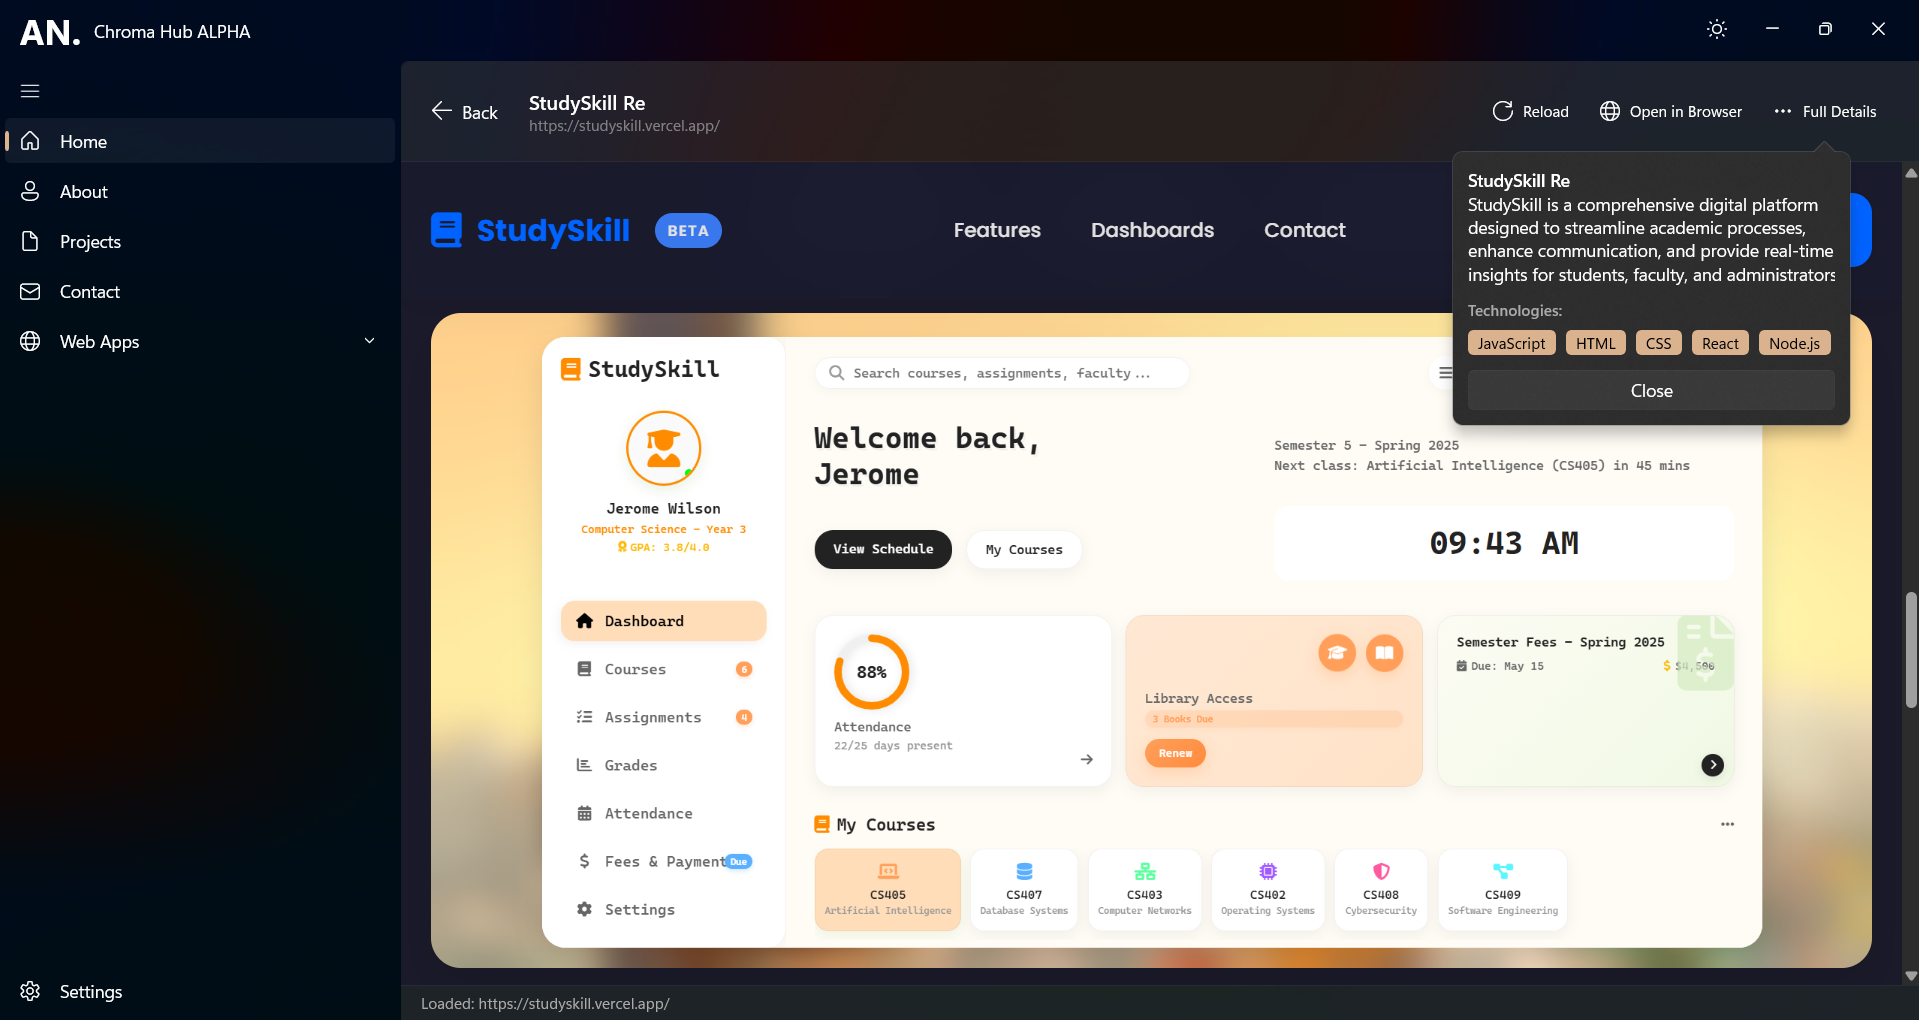 AN.
Chroma Hub ALPHA
Home
About
Projects
Contact
Web Apps
Settings
Back
StudySkill Re
https://studyskill.vercel.app/
Reload
Open in Browser
Full Details
StudySkill Re
StudySkill is a comprehensive digital platform
designed to streamline academic processes,
enhance communication, and provide real-time
insights for students, faculty, and administrators
Technologies:
JavaScript
HTML
CSS
React
Node.js
Close
StudySkill
BETA
Features
Dashboards
Contact
StudySkill
Jerome Wilson
Computer Science - Year 3
GPA: 3.8/4.0
Dashboard
Courses
6
Assignments
4
Grades
Attendance
Fees & Payment
Due
Settings
Search courses, assignments, faculty...
Welcome back,
Jerome
View Schedule
My Courses
Semester 5 - Spring 2025
Next class: Artificial Intelligence (CS405) in 45 mins
09:43 AM
88%
Attendance
22/25 days present
Library Access
3 Books Due
Renew
Semester Fees - Spring 2025
Due: May 15
$ $4,500
My Courses
CS405
Artificial Intelligence
CS407
Database Systems
CS403
Computer Networks
CS402
Operating Systems
CS408
Cybersecurity
CS409
Software Engineering
Loaded: https://studyskill.vercel.app/